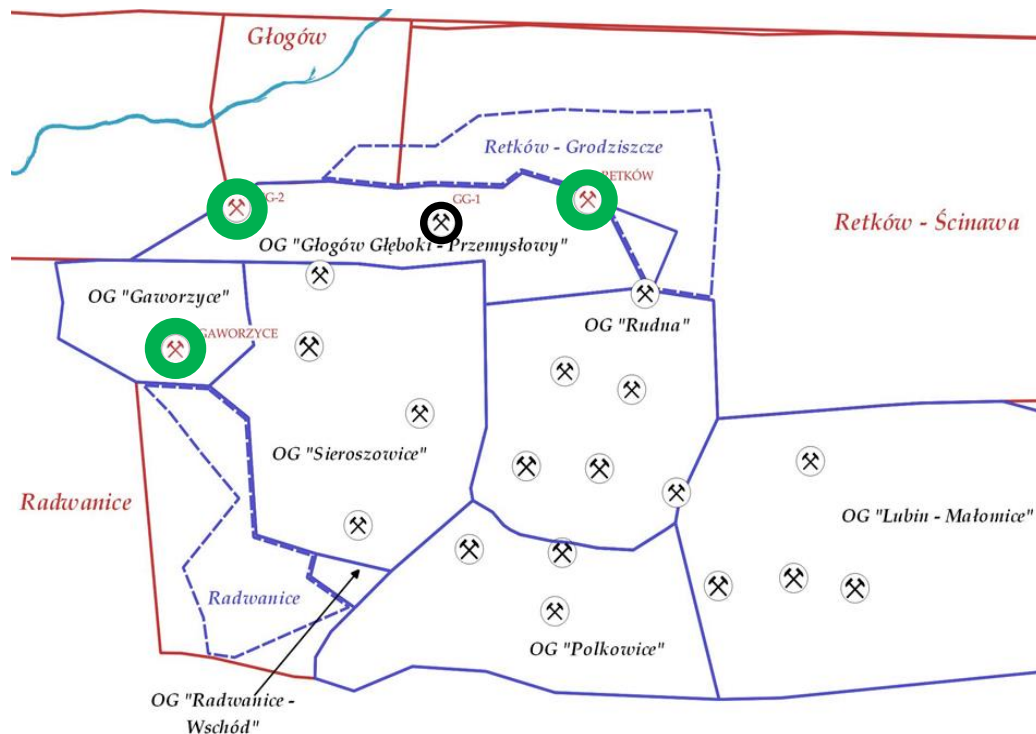 Głogów
Retków - Grodziszcze
RETKÓW
GG-2
GG-1
Retków - Ścinawa
OG "Głogów Głęboki - Przemysłowy"
OG "Gaworzyce"
OG "Rudna"
GAWORZYCE
OG "Sieroszowice"
Radwanice
OG "Lubin - Małomice"
Radwanice
OG "Polkowice"
OG "Radwanice -
Wschód"